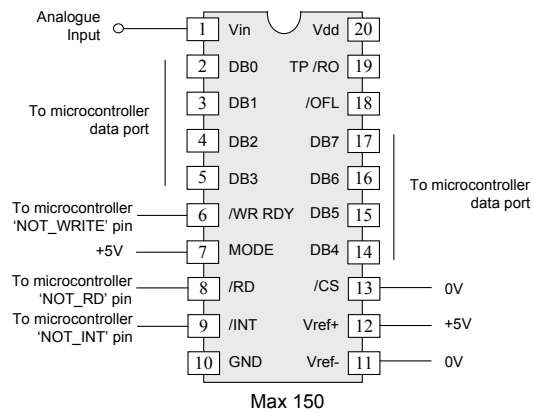 Analogue
Input
1 Vin Vdd 20
2 DB0 TP /RO 19
3 DB1 /OFL 18
To microcontroller
data port
4 DB2 DB7 17
5 DB3 DB6 16
To microcontroller
data port
To microcontroller
'NOT_WRITE' pin
6 /WR RDY DB5 15
+5V 7 MODE DB4 14
To microcontroller
'NOT_RD' pin
8 /RD /CS 13 0V
To microcontroller
'NOT_INT' pin
9 /INT Vref+ 12 +5V
10 GND Vref- 11 0V
Max 150